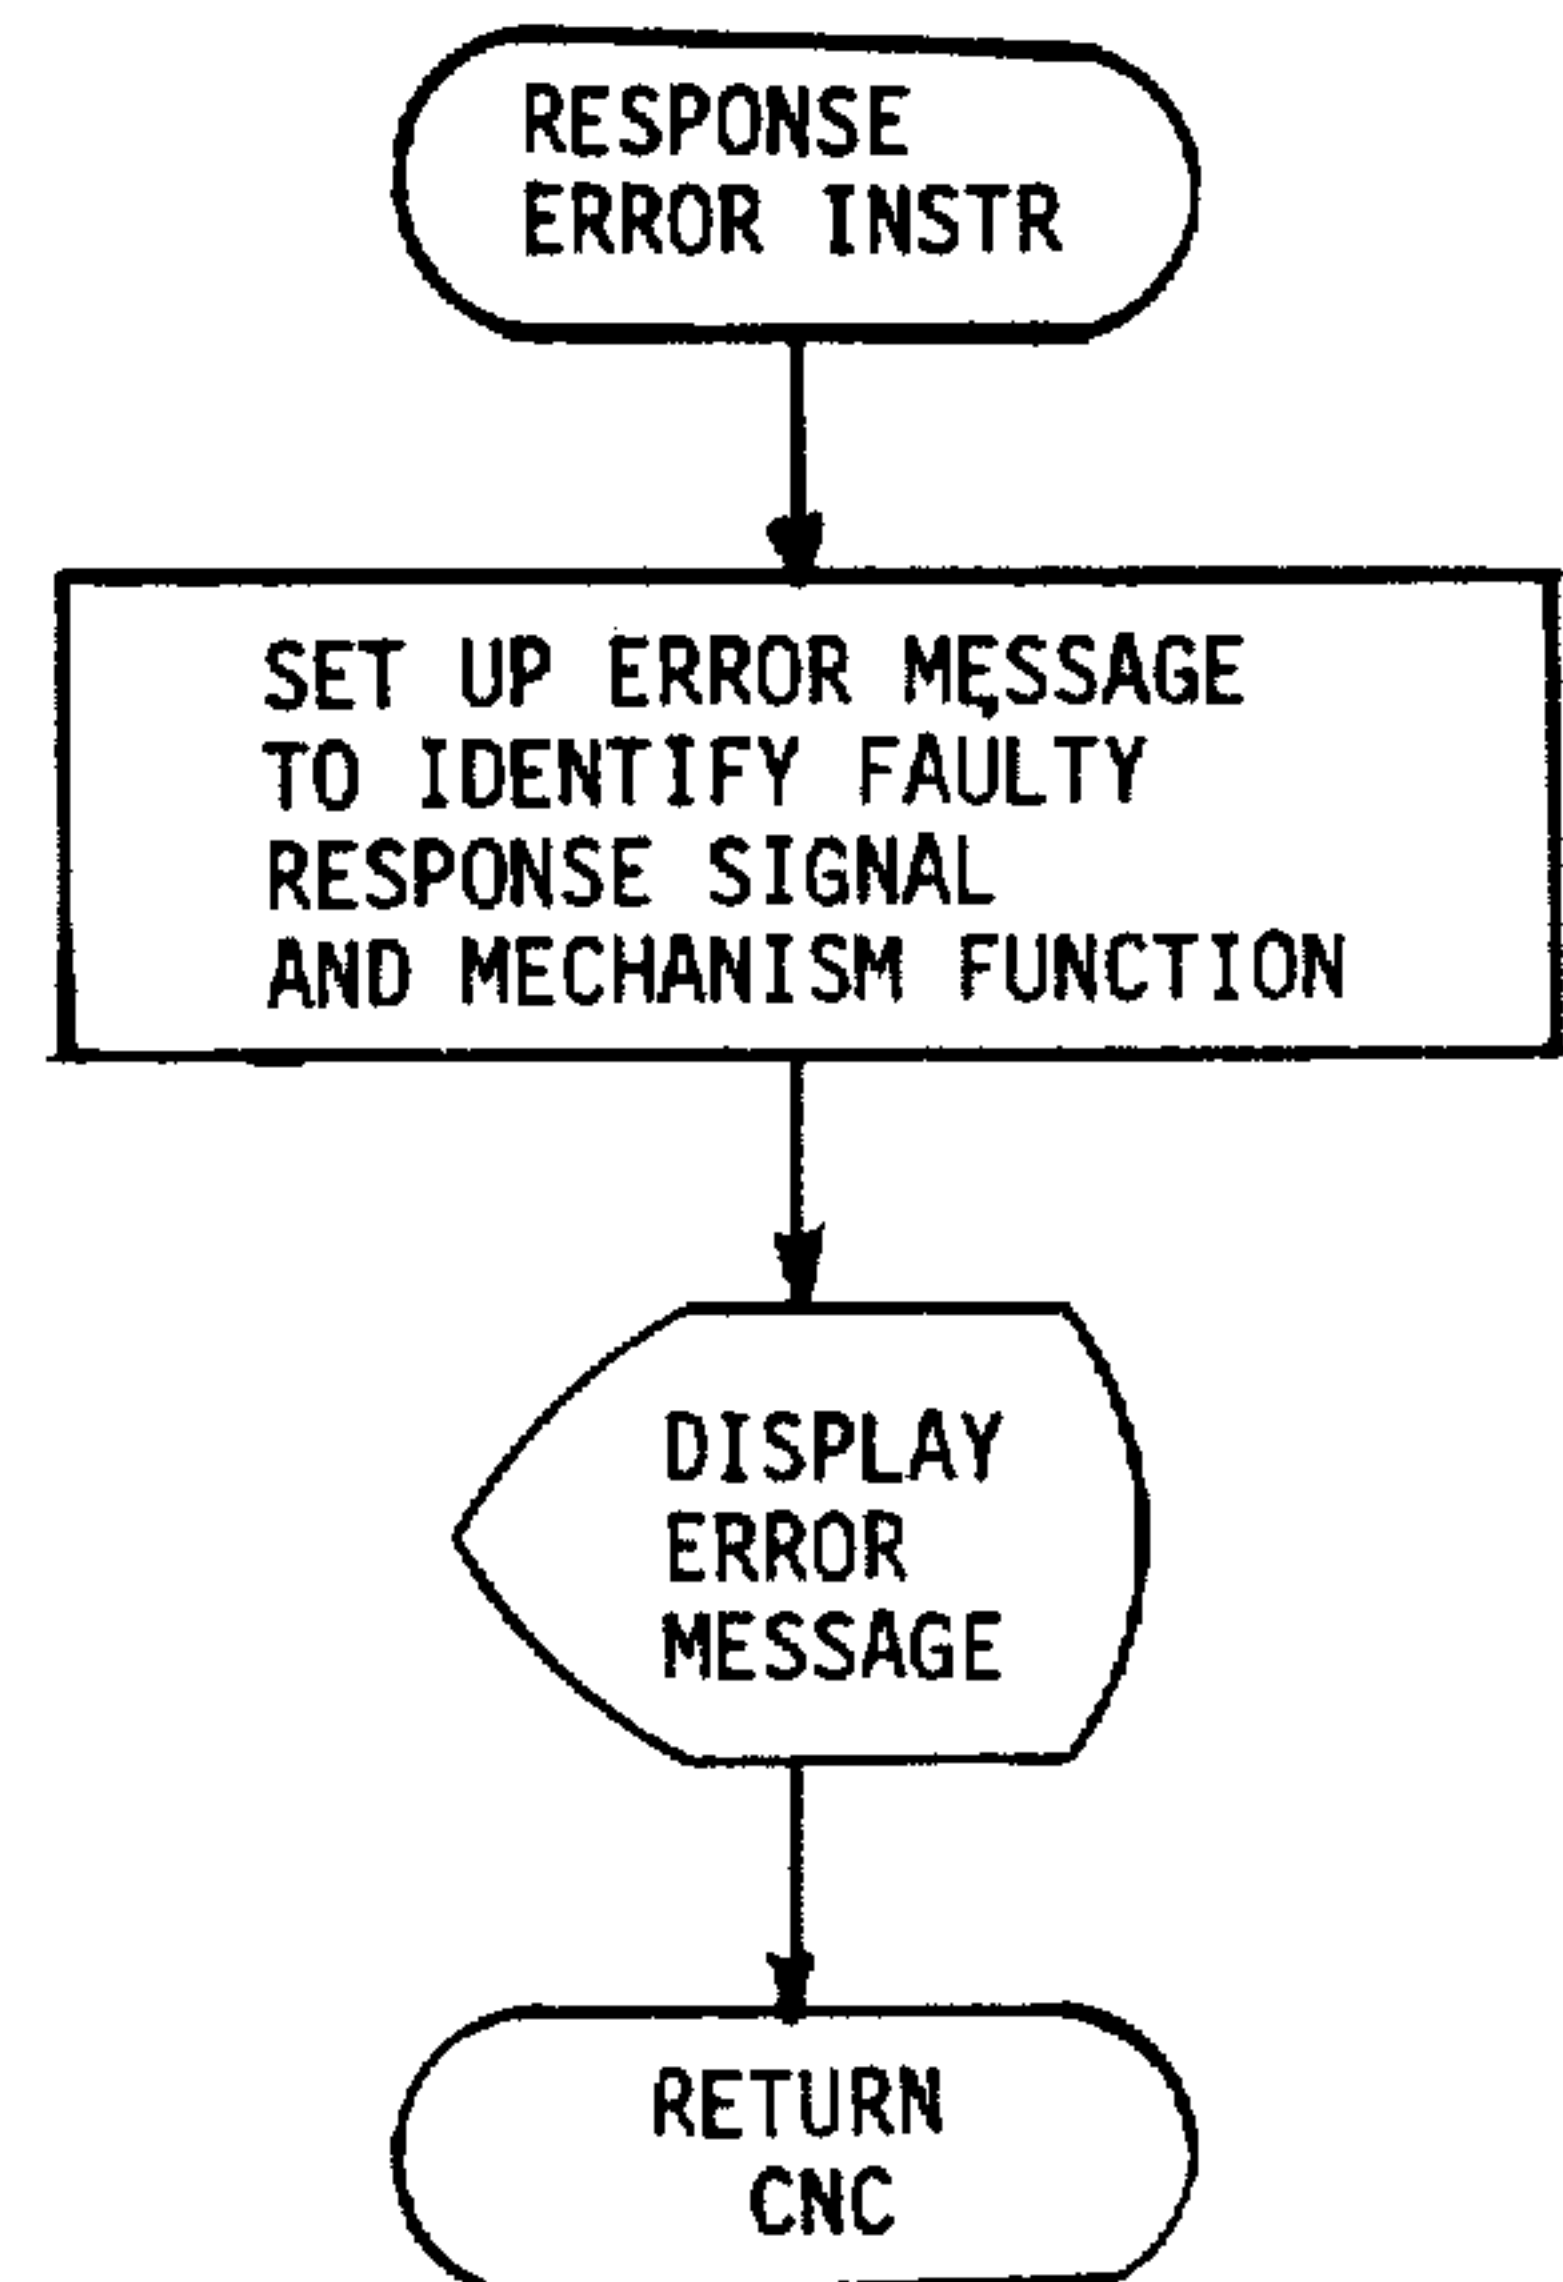 RESPONSE
ERROR INSTR
SET UP ERROR MESSAGE
TO IDENTIFY FAULTY
RESPONSE SIGNAL
AND MECHANISM FUNCTION
DISPLAY
ERROR
MESSAGE
RETURN
CNC